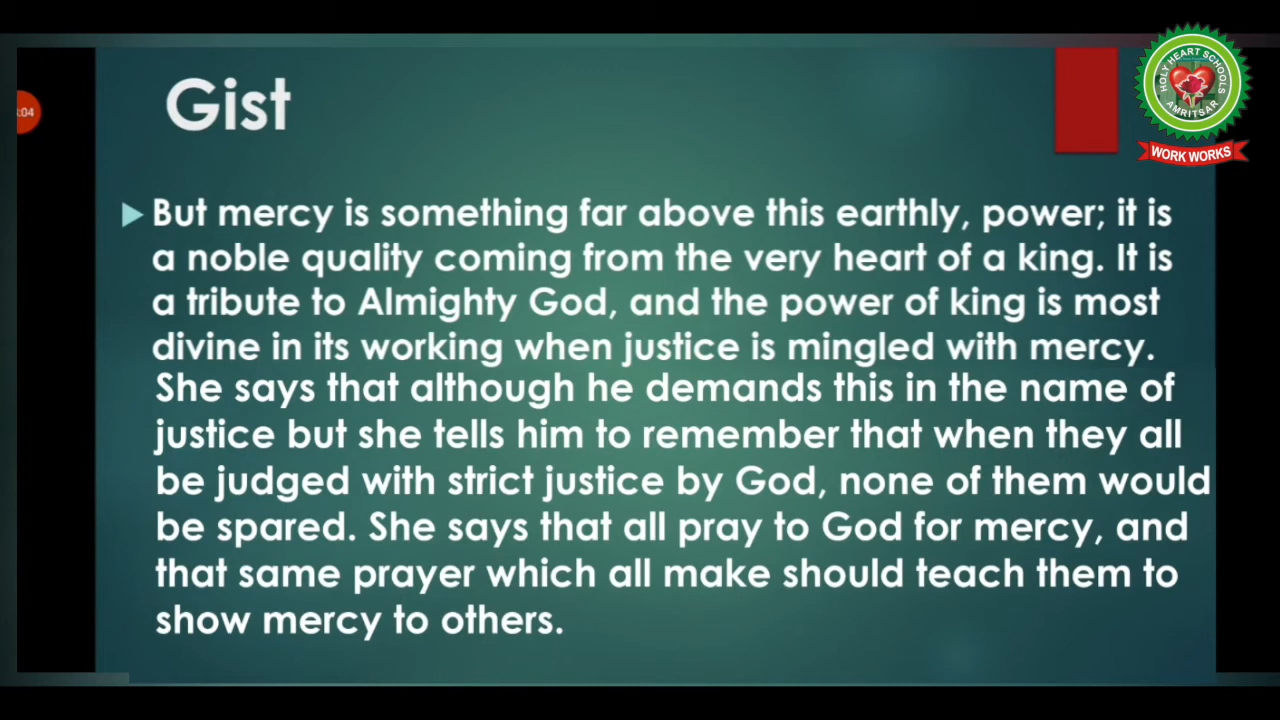 Gist
:04
HOLY HEART SCHOOLS
AMRITSAR
WORK WORKS
But mercy is something far above this earthly, power; it is
a noble quality coming from the very heart of a king. It is
a tribute to Almighty God, and the power of king is most
divine in its working when justice is mingled with mercy.
She says that although he demands this in the name of
justice but she tells him to remember that when they all
be judged with strict justice by God, none of them would
be spared. She says that all pray to God for mercy, and
that same prayer which all make should teach them to
show mercy to others.